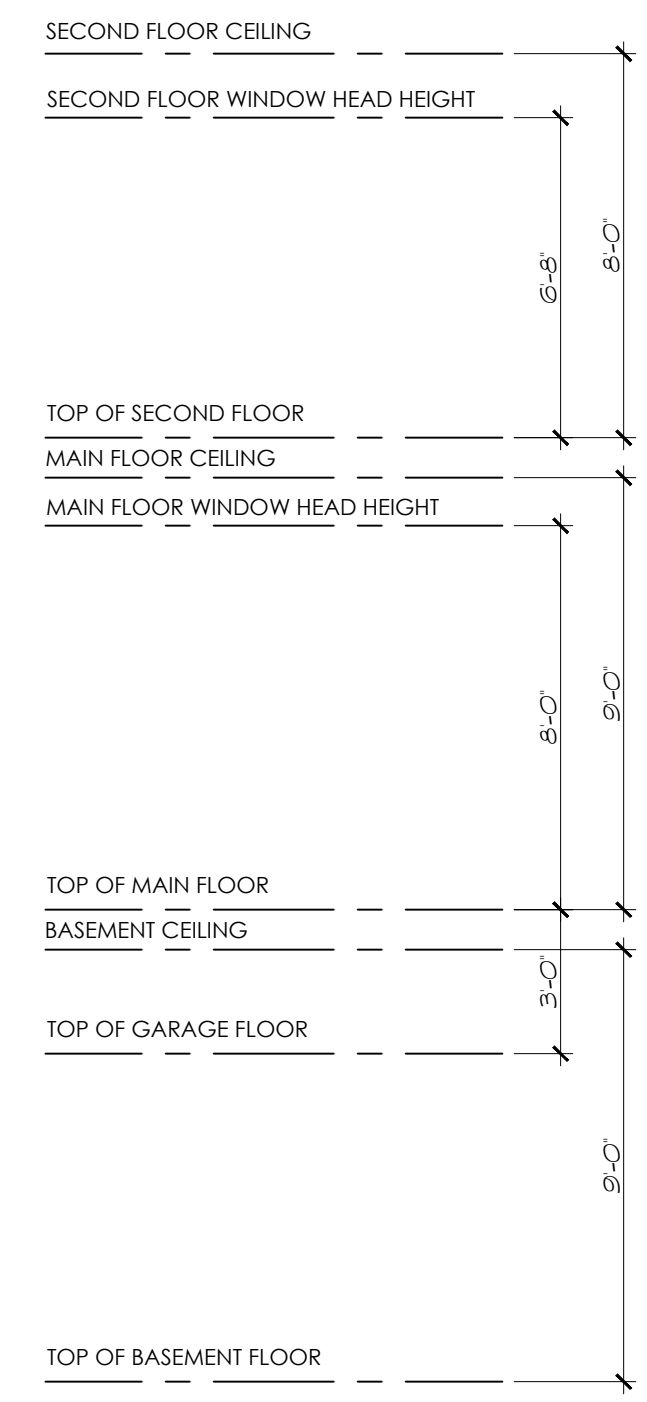 SECOND FLOOR CEILING
SECOND FLOOR WINDOW HEAD HEIGHT
8'-0"
6'-8"
TOP OF SECOND FLOOR
MAIN FLOOR CEILING
MAIN FLOOR WINDOW HEAD HEIGHT
9'-0"
8'-0"
TOP OF MAIN FLOOR
BASEMENT CEILING
3'-0"
TOP OF GARAGE FLOOR
9'-0"
TOP OF BASEMENT FLOOR